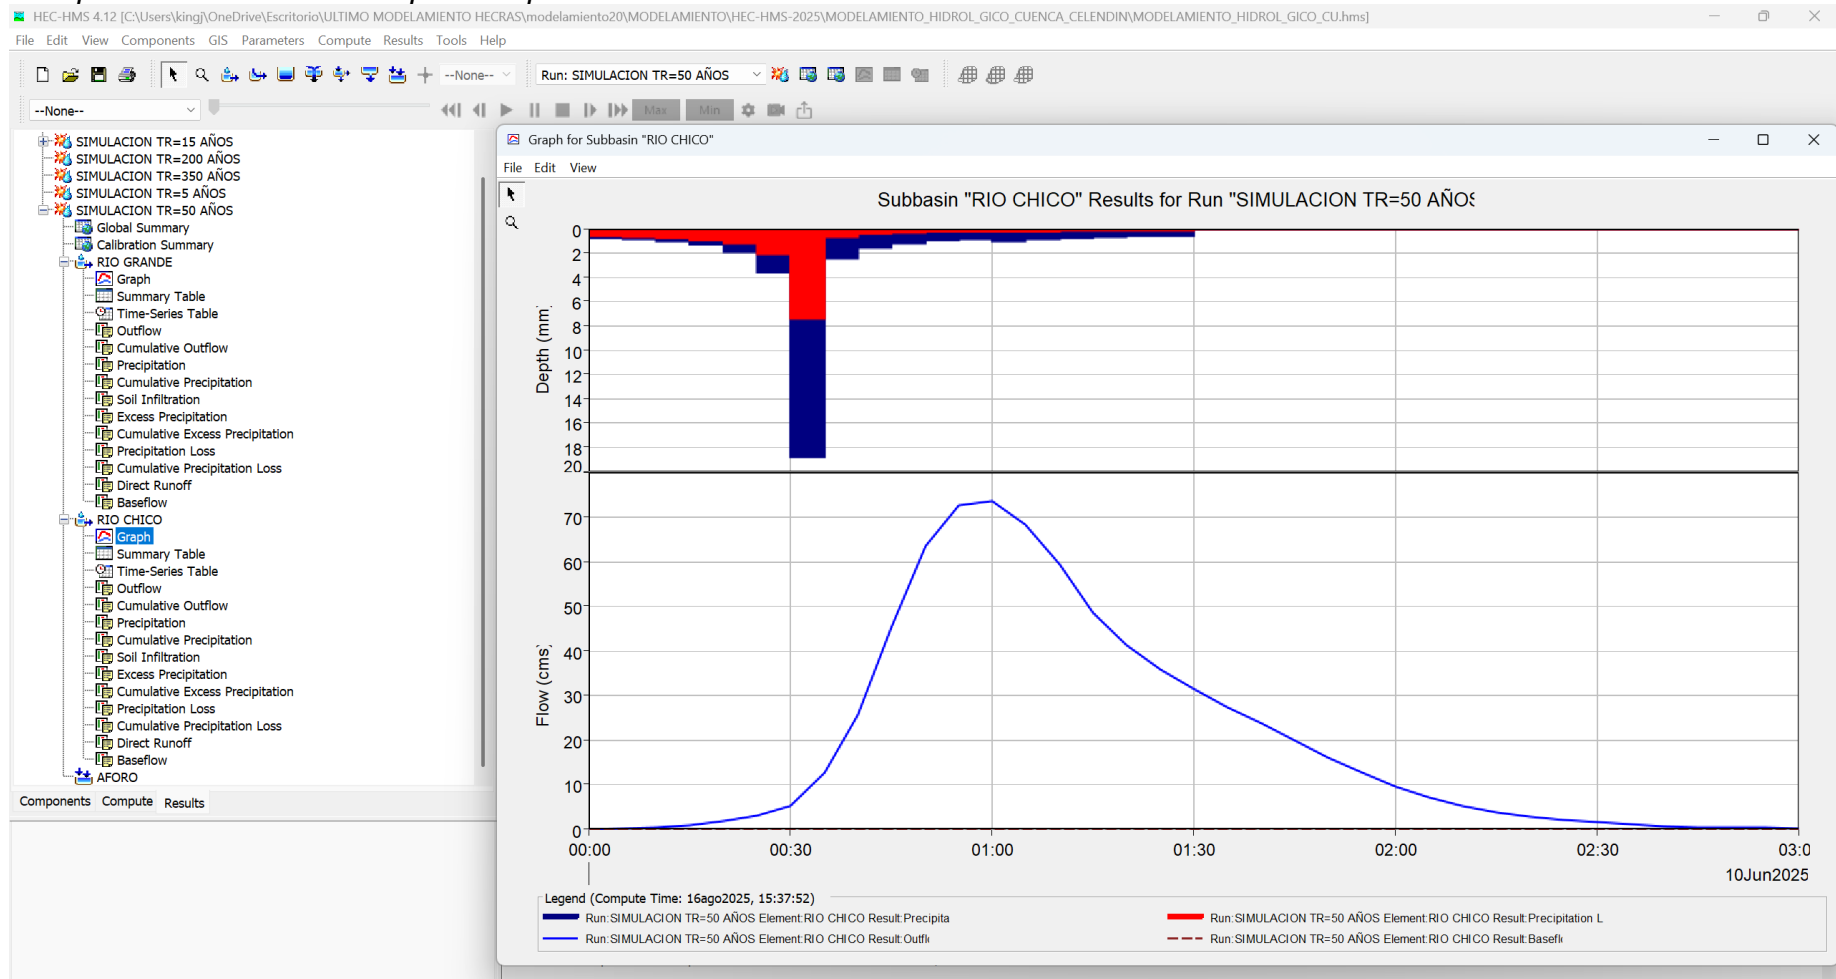 HEC-HMS 4.12 [C:\Users\kingj\OneDrive\Escritorio\ULTIMO MODELAMIENTO HECRAS\modelamiento20\MODELAMIENTO\HEC-HMS-2025\MODELAMIENTO_HIDROL_GICO_CUENCA_CELENDIN\MODELAMIENTO_HIDROL_GICO_CU.hms]
File Edit View Components GIS Parameters Compute Results Tools Help
--None-- Run: SIMULACION TR=50 AÑOS
--None-- Max Min
SIMULACION TR=15 AÑOS
SIMULACION TR=200 AÑOS
SIMULACION TR=350 AÑOS
SIMULACION TR=5 AÑOS
SIMULACION TR=50 AÑOS
Global Summary
Calibration Summary
RIO GRANDE
Graph
Summary Table
Time-Series Table
Outflow
Cumulative Outflow
Precipitation
Cumulative Precipitation
Soil Infiltration
Excess Precipitation
Cumulative Excess Precipitation
Precipitation Loss
Cumulative Precipitation Loss
Direct Runoff
Baseflow
RIO CHICO
Graph
Summary Table
Time-Series Table
Outflow
Cumulative Outflow
Precipitation
Cumulative Precipitation
Soil Infiltration
Excess Precipitation
Cumulative Excess Precipitation
Precipitation Loss
Cumulative Precipitation Loss
Direct Runoff
Baseflow
AFORO
Components Compute Results
Graph for Subbasin "RIO CHICO"
File Edit View
Subbasin "RIO CHICO" Results for Run "SIMULACION TR=50 AÑOS
Depth (mm)
0
2
4
6
8
10
12
14
16
18
20
Flow (cms)
70
60
50
40
30
20
10
0
00:00 00:30 01:00 01:30 02:00 02:30 03:0
10Jun2025
Legend (Compute Time: 16ago2025, 15:37:52)
Run:SIMULACION TR=50 AÑOS Element:RIO CHICO Result:Precipita
Run:SIMULACION TR=50 AÑOS Element:RIO CHICO Result:Precipitation L
Run:SIMULACION TR=50 AÑOS Element:RIO CHICO Result:Outfl
Run:SIMULACION TR=50 AÑOS Element:RIO CHICO Result:Basefl